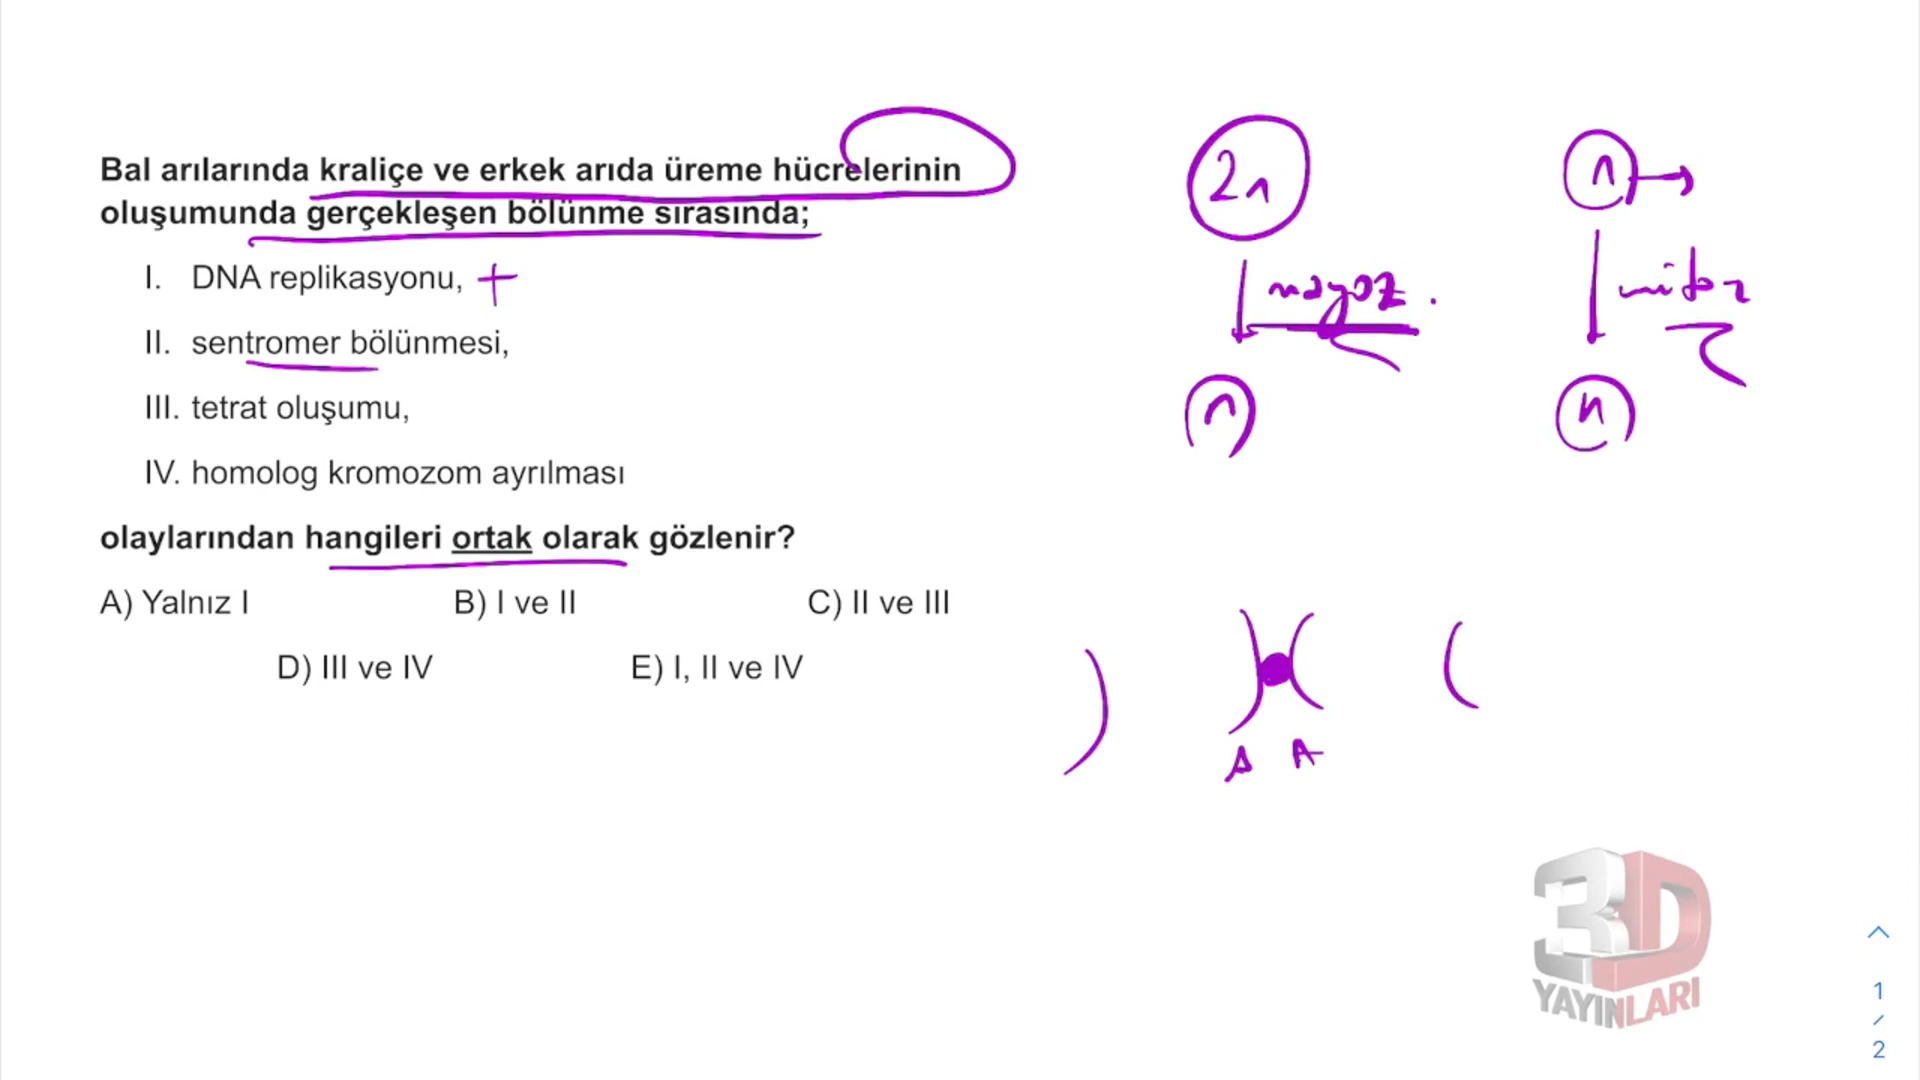 Bal arılarında kraliçe ve erkek arıda üreme hücrelerinin
oluşumunda gerçekleşen bölünme sırasında;
I. DNA replikasyonu, +
II. sentromer bölünmesi,
III. tetrat oluşumu,
IV. homolog kromozom ayrılması
olaylarından hangileri ortak olarak gözlenir?
A) Yalnız I B) I ve II C) II ve III
D) III ve IV E) I, II ve IV
2n
mayoz.
n
n
mitoz
n
A A
3D
YAYINLARI
1
/
2